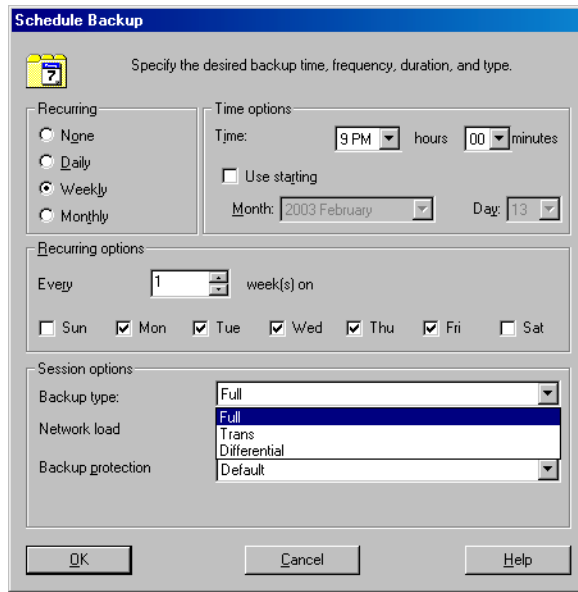 Schedule Backup
7
Specify the desired backup time, frequency, duration, and type.
Recurring
None
Daily
Weekly
Monthly
Time options
Time: 9 PM hours 00 minutes
Use starting
Month: 2003 February Day: 13
Recurring options
Every 1 week(s) on
Sun Mon Tue Wed Thu Fri Sat
Session options
Backup type: Full
Full
Network load Trans
Differential
Backup protection Default
OK Cancel Help